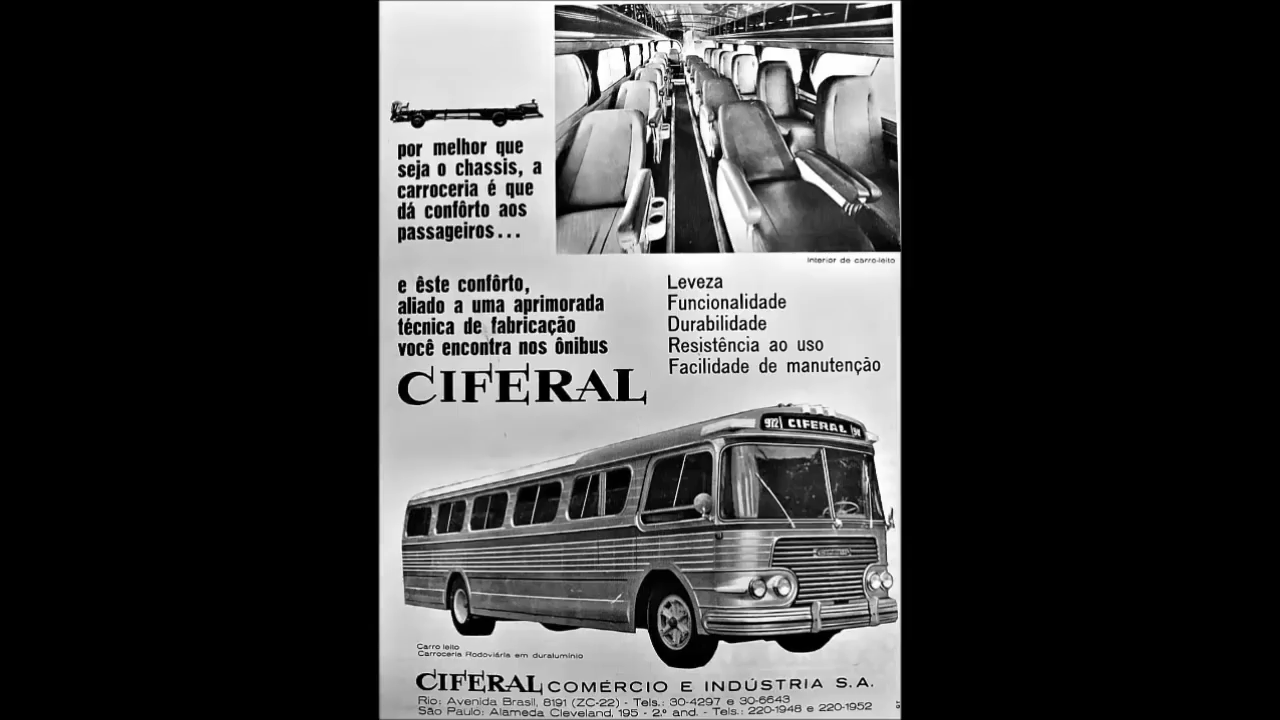 por melhor que
seja o chassis, a
carroceria é que
dá confôrto aos
passageiros...
Interior de carro-leito
e êste confôrto,
aliado a uma aprimorada
técnica de fabricação
você encontra nos ônibus
CIFERAL
Leveza
Funcionalidade
Durabilidade
Resistência ao uso
Facilidade de manutenção
972 CIFERAL
Carro leito
Carroceria Rodoviária em duralumínio
CIFERAL COMÉRCIO E INDÚSTRIA S.A.
Rio: Avenida Brasil, 8191 (ZC-22) - Tels.: 30-4297 e 30-6643
São Paulo: Alameda Cleveland, 195 - 2.º and. - Tels.: 220-1948 e 220-1952